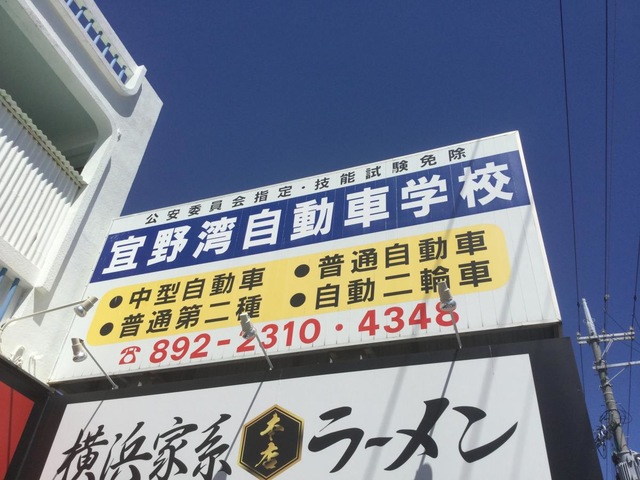 公安委員会指定・技能試験免除
宜野湾自動車学校
●中型自動車 ●普通自動車
●普通第二種 ●自動二輪車
☎892-2310・4348
横浜家系 本店 ラーメン